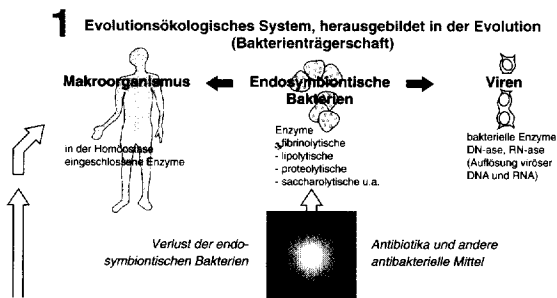 1
Evolutionsökologisches System, herausgebildet in der Evolution
(Bakterienträgerschaft)
Makroorganismus
Endosymbiontische
Bakterien
Viren
in der Homöostase
eingeschlossene Enzyme
Enzyme
- fibrinolytische
- lipolytische
- proteolytische
- saccharolytische u.a.
bakterielle Enzyme
DN-ase, RN-ase
(Auflösung viröser
DNA und RNA)
Verlust der endo-
symbiontischen Bakterien
Antibiotika und andere
antibakterielle Mittel